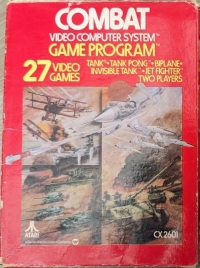 COMBAT
VIDEO COMPUTER SYSTEM™
GAME PROGRAM™
27 VIDEO GAMES
TANK®•TANK PONG™•BIPLANE•
INVISIBLE TANK™•JET FIGHTER™
TWO PLAYERS
ATARI
CX2601